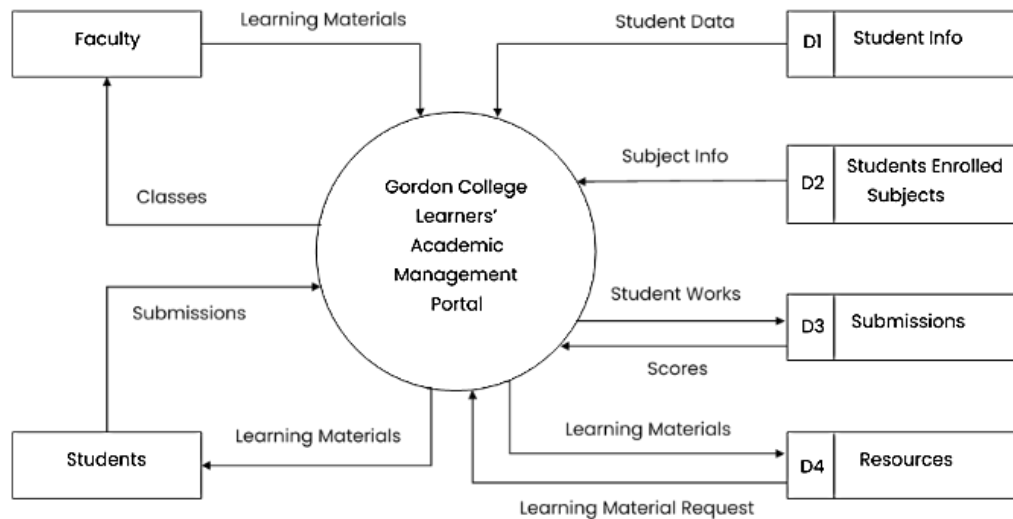 Learning Materials
Faculty
Student Data
D1
Student Info
Subject Info
D2
Students Enrolled
Subjects
Classes
Gordon College
Learners'
Academic
Management
Portal
Submissions
Student Works
D3
Submissions
Scores
Students
Learning Materials
Learning Materials
D4
Resources
Learning Material Request